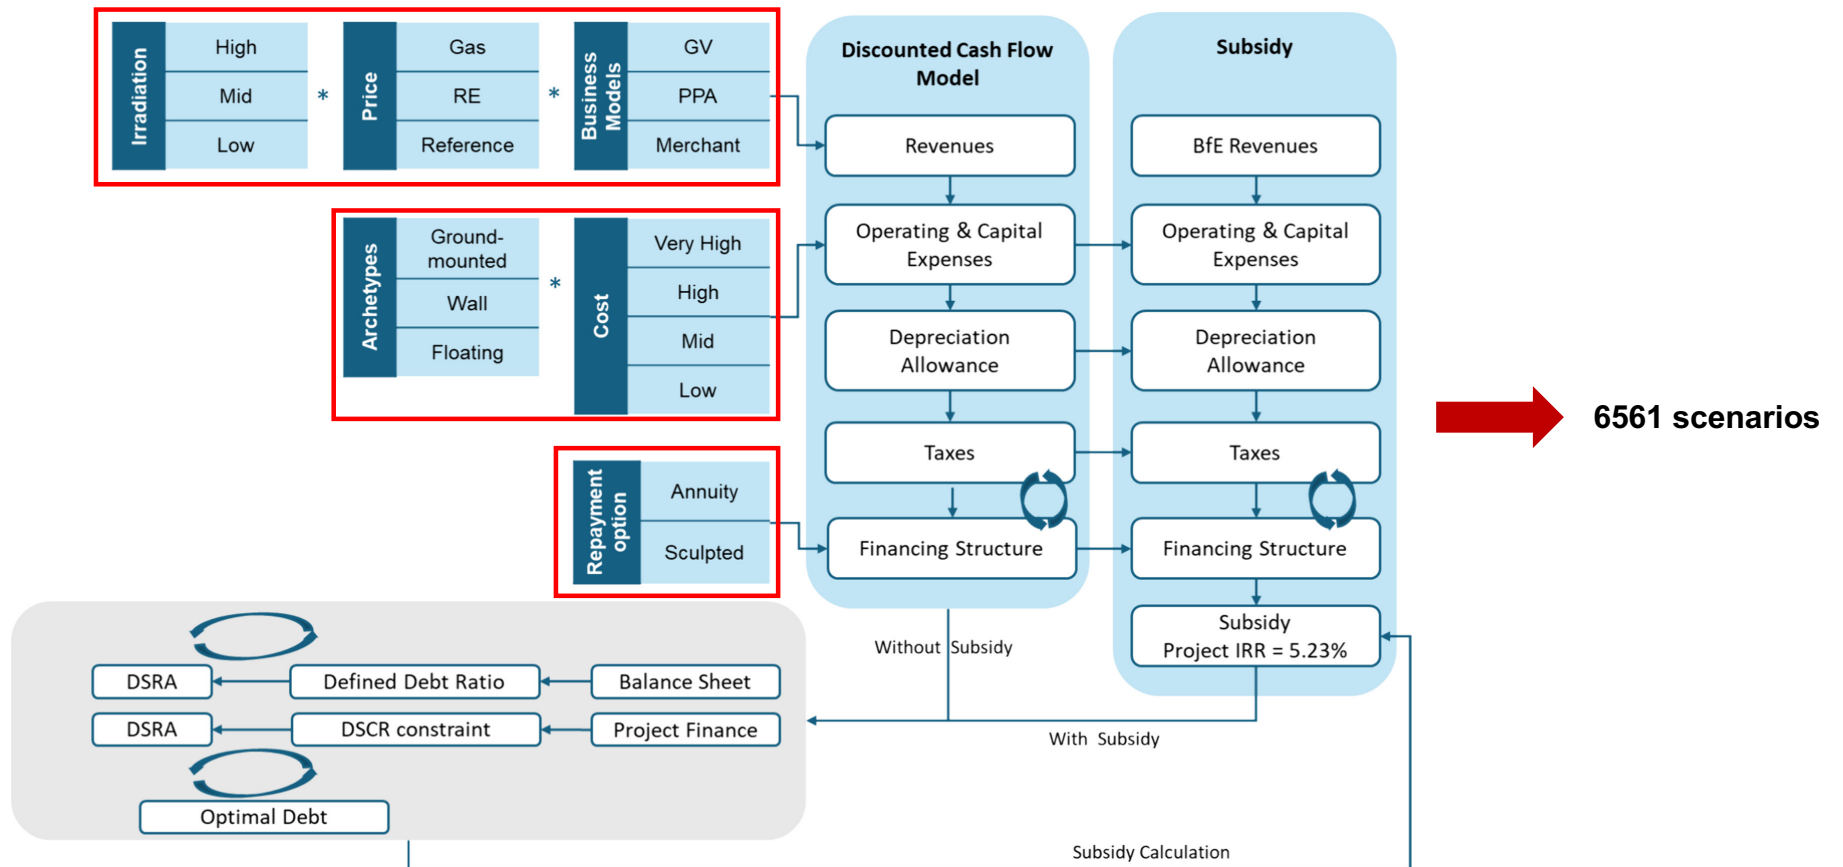 Irradiation
High
Mid
Low
*
Price
Gas
RE
Reference
*
Business
Models
GV
PPA
Merchant
Archetypes
Ground-
mounted
Wall
Floating
*
Cost
Very High
High
Mid
Low
Repayment
option
Annuity
Sculpted
Discounted Cash Flow
Model
Revenues
Operating & Capital
Expenses
Depreciation
Allowance
Taxes
Financing Structure
Subsidy
BfE Revenues
Operating & Capital
Expenses
Depreciation
Allowance
Taxes
Financing Structure
Subsidy
Project IRR = 5.23%
6561 scenarios
Without Subsidy
With Subsidy
DSRA
Defined Debt Ratio
Balance Sheet
DSRA
DSCR constraint
Project Finance
Optimal Debt
Subsidy Calculation